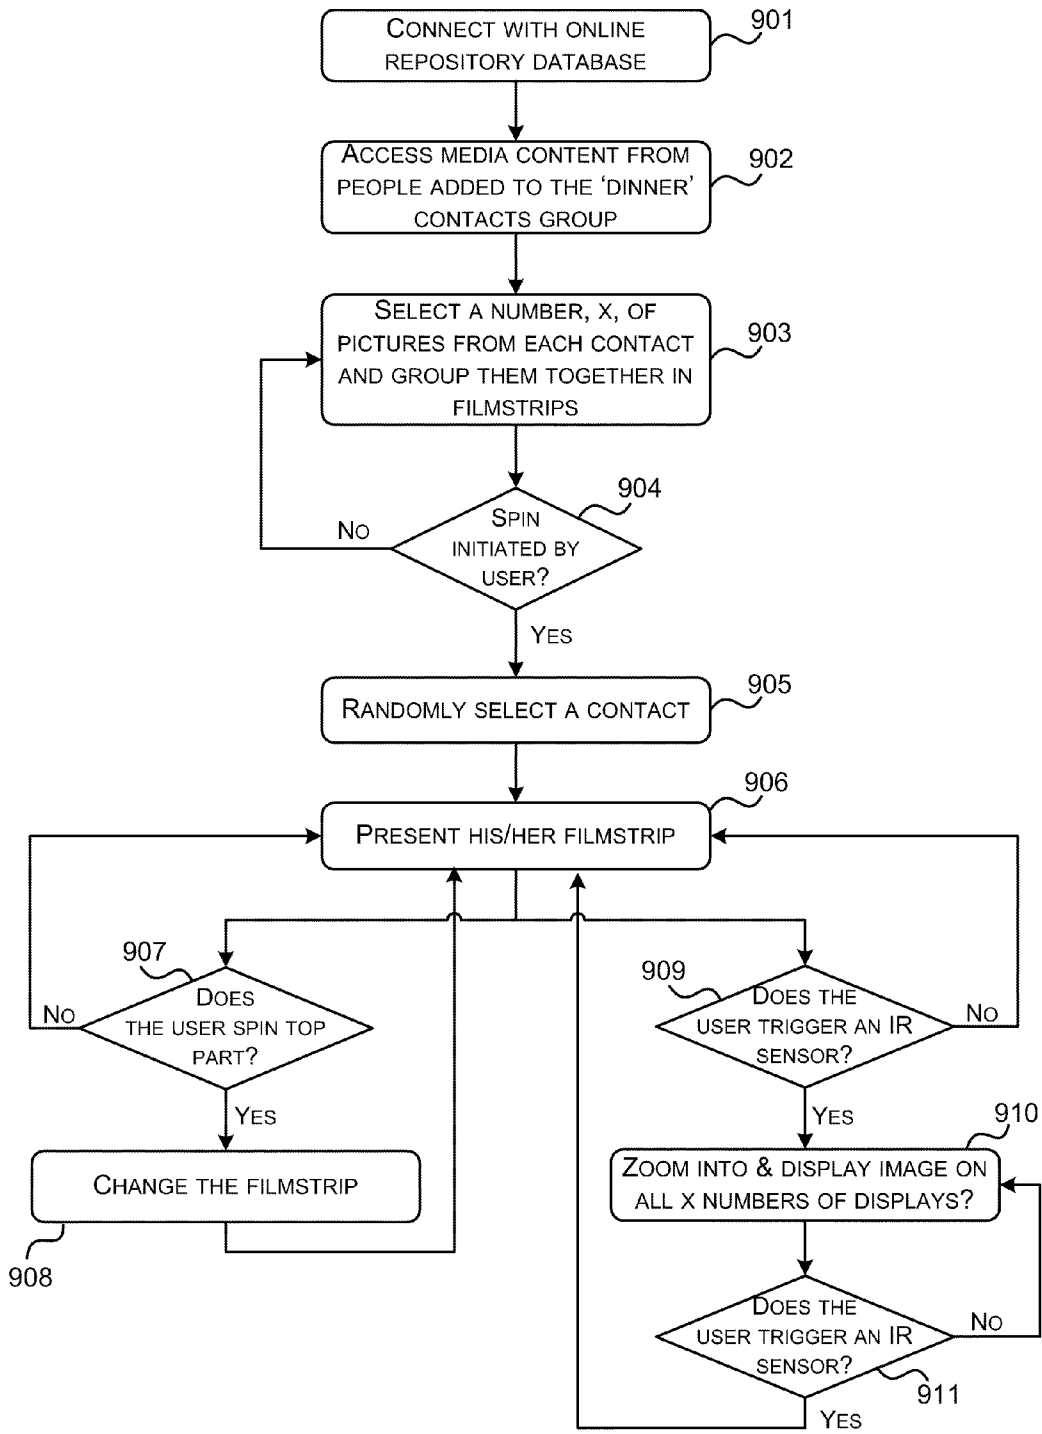 CONNECT WITH ONLINE
REPOSITORY DATABASE
901
ACCESS MEDIA CONTENT FROM
PEOPLE ADDED TO THE ‘DINNER’
CONTACTS GROUP
902
SELECT A NUMBER, X, OF
PICTURES FROM EACH CONTACT
AND GROUP THEM TOGETHER IN
FILMSTRIPS
903
SPIN
INITIATED BY
USER?
904
NO
YES
RANDOMLY SELECT A CONTACT
905
PRESENT HIS/HER FILMSTRIP
906
DOES
THE USER SPIN TOP
PART?
907
NO
YES
CHANGE THE FILMSTRIP
908
DOES THE
USER TRIGGER AN IR
SENSOR?
909
NO
YES
ZOOM INTO & DISPLAY IMAGE ON
ALL X NUMBERS OF DISPLAYS?
910
DOES THE
USER TRIGGER AN IR
SENSOR?
911
NO
YES